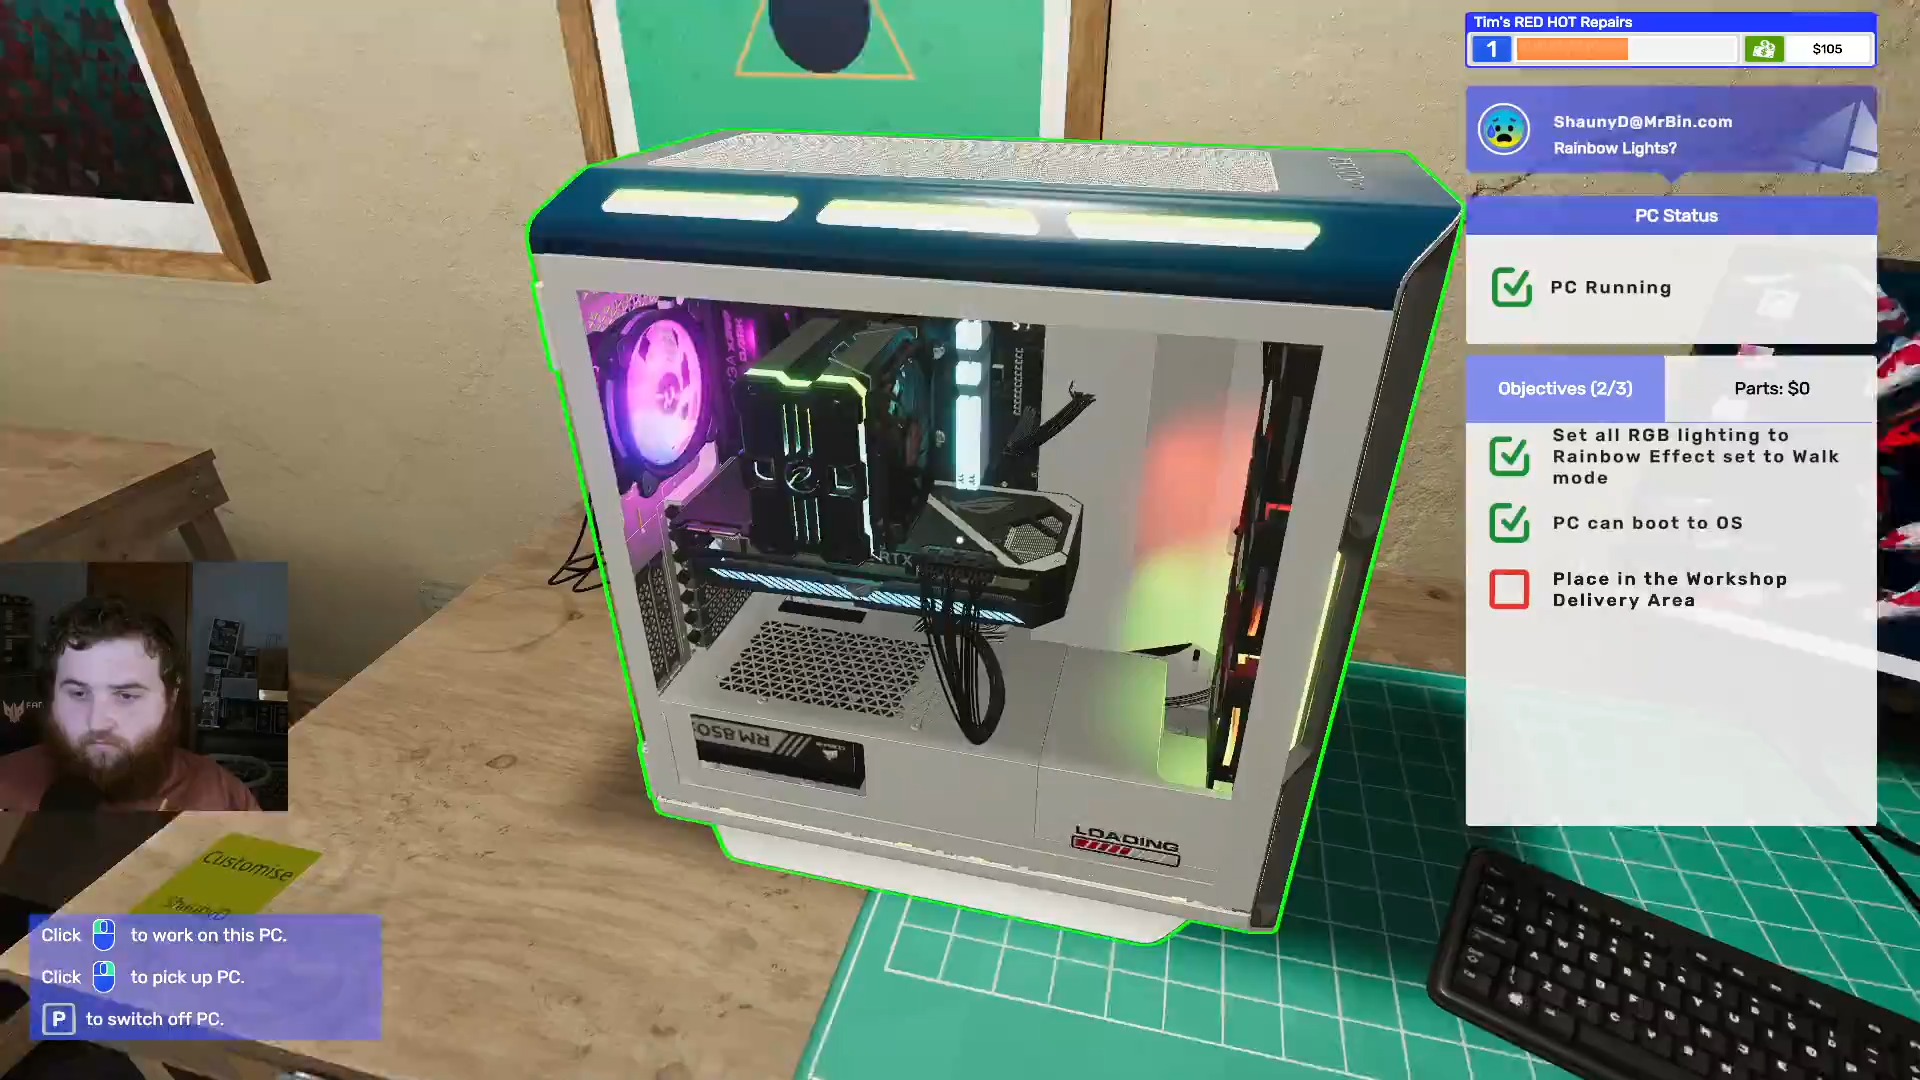 Tim's RED HOT Repairs
1
$105
ShaunyD@MrBin.com
Rainbow Lights?
PC Status
PC Running
Objectives (2/3)
Parts: $0
Set all RGB lighting to
Rainbow Effect set to Walk
mode
PC can boot to OS
Place in the Workshop
Delivery Area
RTX
RM850
LOADING
Customise
ShaunyD
Click to work on this PC.
Click to pick up PC.
P to switch off PC.